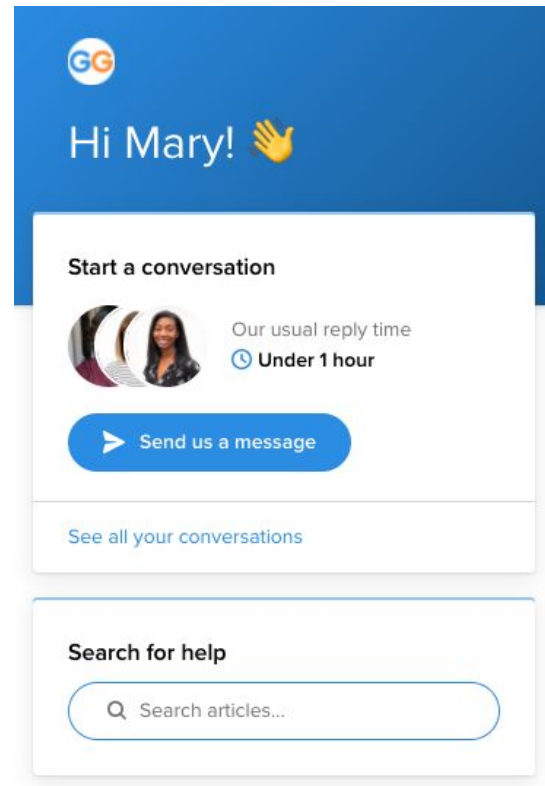 GG
Hi Mary! 👋
Start a conversation
Our usual reply time
Under 1 hour
Send us a message
See all your conversations
Search for help
Search articles...